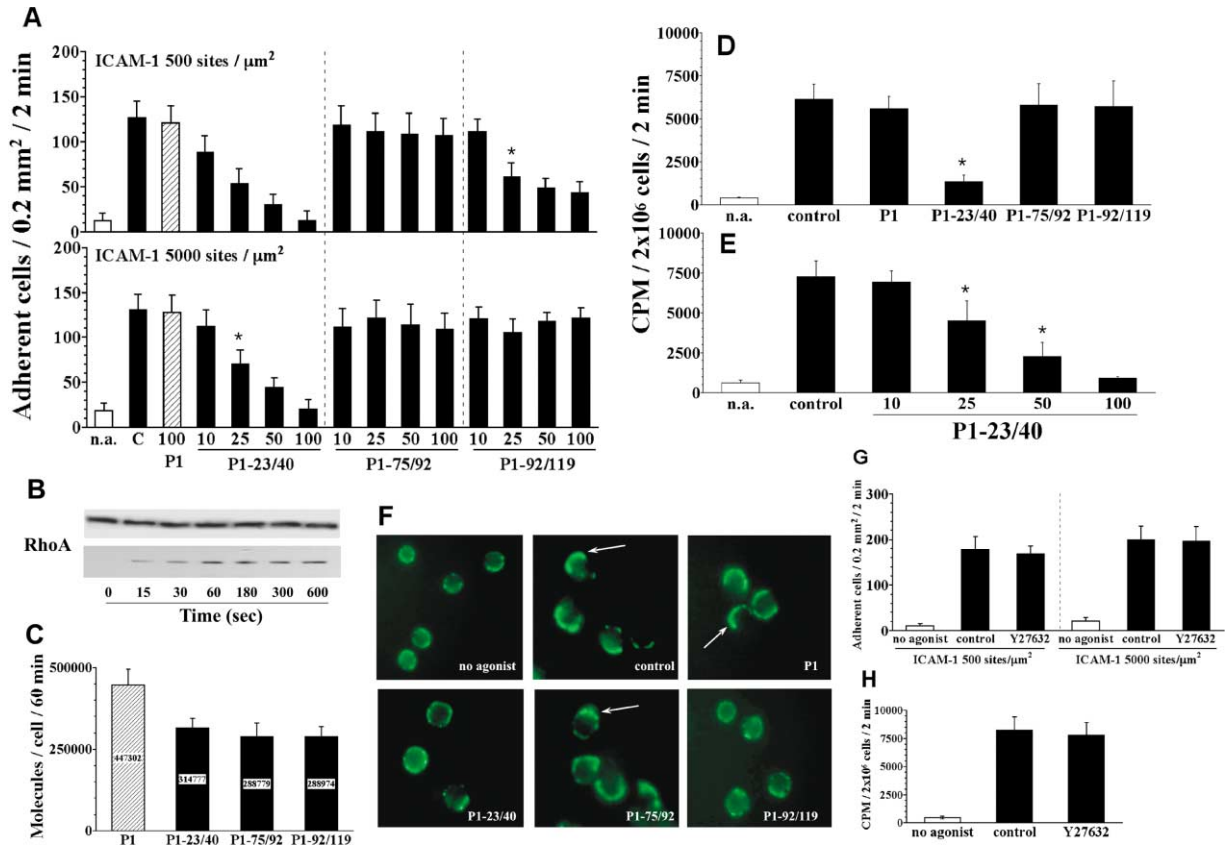 A
ICAM-1 500 sites / μm²
200
150
100
50
0
ICAM-1 5000 sites / μm²
200
150
100
50
0
Adherent cells / 0.2 mm² / 2 min
*
*
n.a. C 100 10 25 50 100 10 25 50 100 10 25 50 100
P1 P1-23/40 P1-75/92 P1-92/119
B
RhoA
0 15 30 60 180 300 600
Time (sec)
C
Molecules / cell / 60 min
500000
250000
0
447302 314777 288779 288974
P1 P1-23/40 P1-75/92 P1-92/119
D
10000
7500
5000
2500
0
*
n.a. control P1 P1-23/40 P1-75/92 P1-92/119
CPM / 2x10⁶ cells / 2 min
E
10000
7500
5000
2500
0
* *
n.a. control 10 25 50 100
P1-23/40
F
no agonist control P1
P1-23/40 P1-75/92 P1-92/119
G
Adherent cells / 0.2 mm² / 2 min
300
200
100
0
no agonist control Y27632 no agonist control Y27632
ICAM-1 500 sites/μm² ICAM-1 5000 sites/μm²
H
CPM / 2x10⁶ cells / 2 min
10000
7500
5000
2500
0
no agonist control Y27632